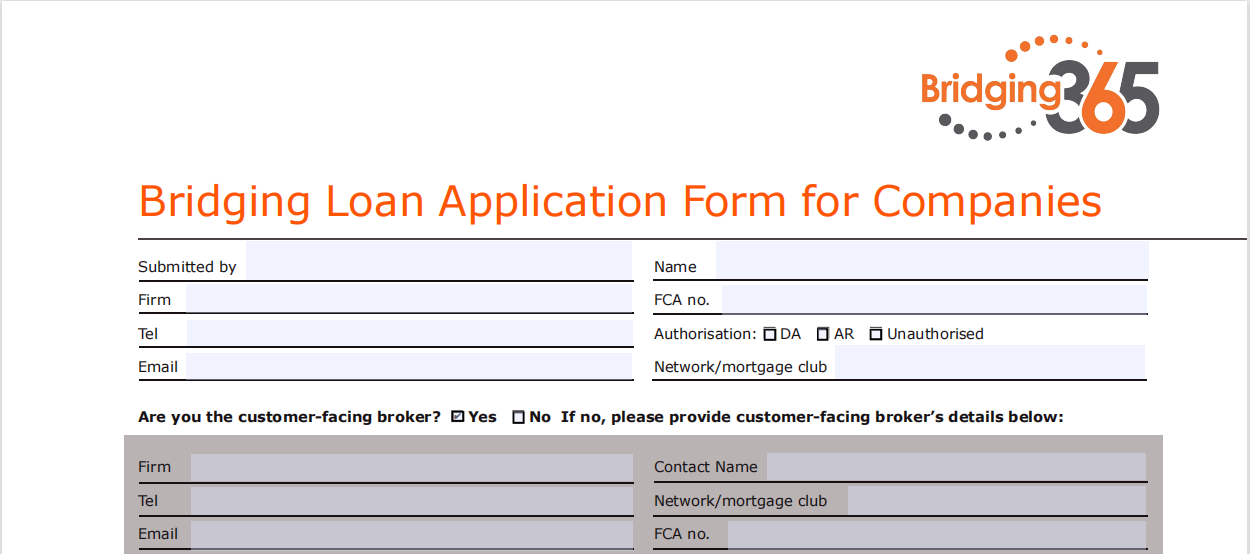 Bridging365
Bridging Loan Application Form for Companies
Submitted by
Name
Firm
FCA no.
Tel
Authorisation: DA AR Unauthorised
Email
Network/mortgage club
Are you the customer-facing broker? Yes No If no, please provide customer-facing broker’s details below:
Firm
Contact Name
Tel
Network/mortgage club
Email
FCA no.